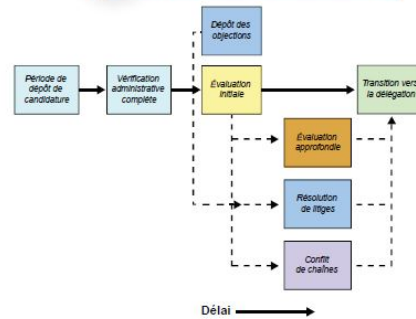 Dépôt des
objections
Période de
dépôt de
candidature
Vérification
administrative
complète
Évaluation
initiale
Transition vers
la délégation
Évaluation
approfondie
Résolution
de litiges
Conflit
de chaînes
Délai